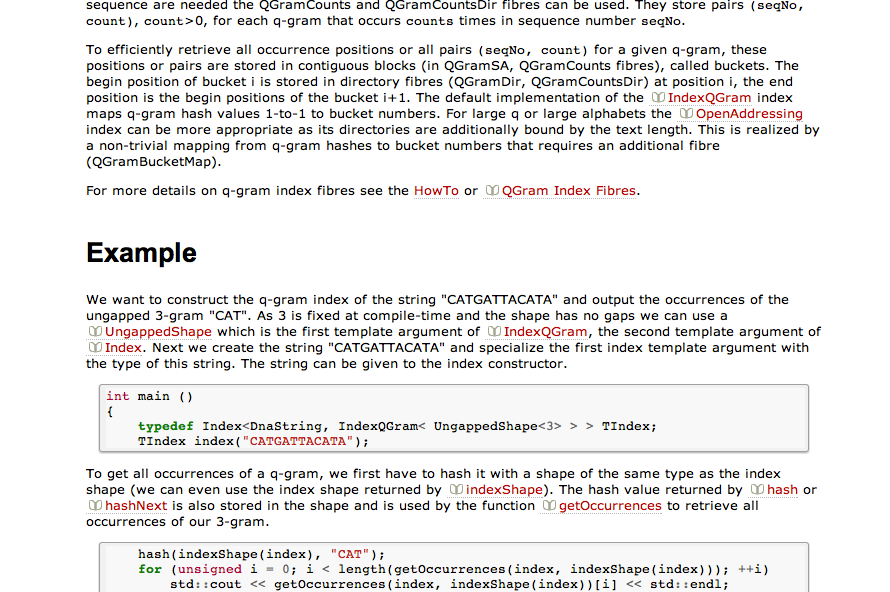 sequence are needed the QGramCounts and QGramCountsDir fibres can be used. They store pairs (seqNo,
count), count>0, for each q-gram that occurs counts times in sequence number seqNo.
To efficiently retrieve all occurrence positions or all pairs (seqNo, count) for a given q-gram, these
positions or pairs are stored in contiguous blocks (in QGramSA, QGramCounts fibres), called buckets. The
begin position of bucket i is stored in directory fibres (QGramDir, QGramCountsDir) at position i, the end
position is the begin positions of the bucket i+1. The default implementation of the IndexQGram index
maps q-gram hash values 1-to-1 to bucket numbers. For large q or large alphabets the OpenAddressing
index can be more appropriate as its directories are additionally bound by the text length. This is realized by
a non-trivial mapping from q-gram hashes to bucket numbers that requires an additional fibre
(QGramBucketMap).
For more details on q-gram index fibres see the HowTo or QGram Index Fibres.
Example
We want to construct the q-gram index of the string "CATGATTACATA" and output the occurrences of the
ungapped 3-gram "CAT". As 3 is fixed at compile-time and the shape has no gaps we can use a
UngappedShape which is the first template argument of IndexQGram, the second template argument of
Index. Next we create the string "CATGATTACATA" and specialize the first index template argument with
the type of this string. The string can be given to the index constructor.
int main ()
{
    typedef Index<DnaString, IndexQGram< UngappedShape<3> > > TIndex;
    TIndex index("CATGATTACATA");
To get all occurrences of a q-gram, we first have to hash it with a shape of the same type as the index
shape (we can even use the index shape returned by indexShape). The hash value returned by hash or
hashNext is also stored in the shape and is used by the function getOccurrences to retrieve all
occurrences of our 3-gram.
    hash(indexShape(index), "CAT");
    for (unsigned i = 0; i < length(getOccurrences(index, indexShape(index))); ++i)
        std::cout << getOccurrences(index, indexShape(index))[i] << std::endl;